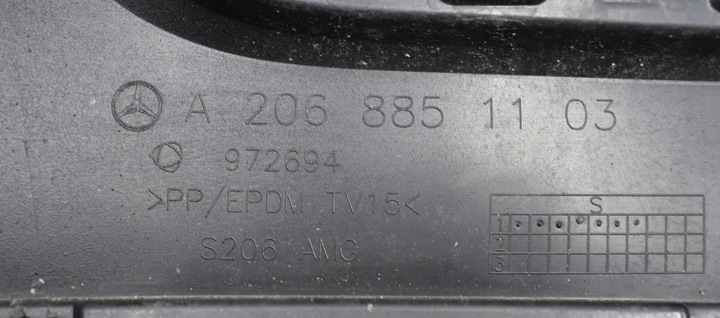 A 206 885 11 03
972694
>PP/EPDM TV15<
S206 AMG
S
1
2
3